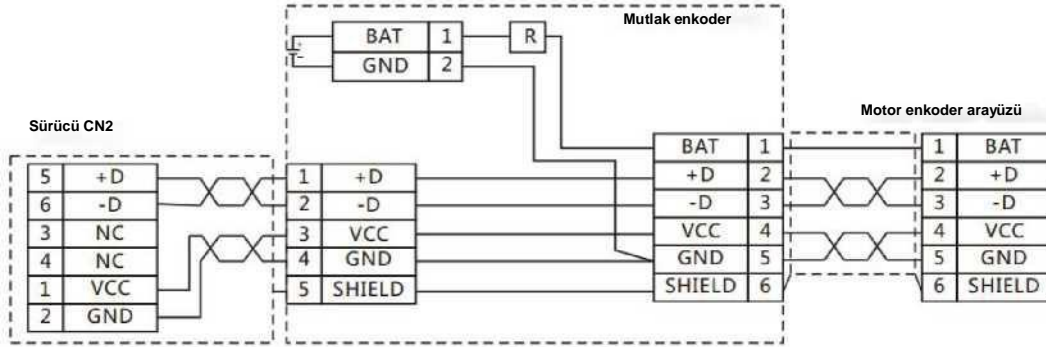 Mutlak enkoder
BAT 1 R
GND 2
Sürücü CN2
Motor enkoder arayüzü
5 +D
6 -D
3 NC
4 NC
1 VCC
2 GND
1 +D
2 -D
3 VCC
4 GND
5 SHIELD
BAT 1
+D 2
-D 3
VCC 4
GND 5
SHIELD 6
1 BAT
2 +D
3 -D
4 VCC
5 GND
6 SHIELD